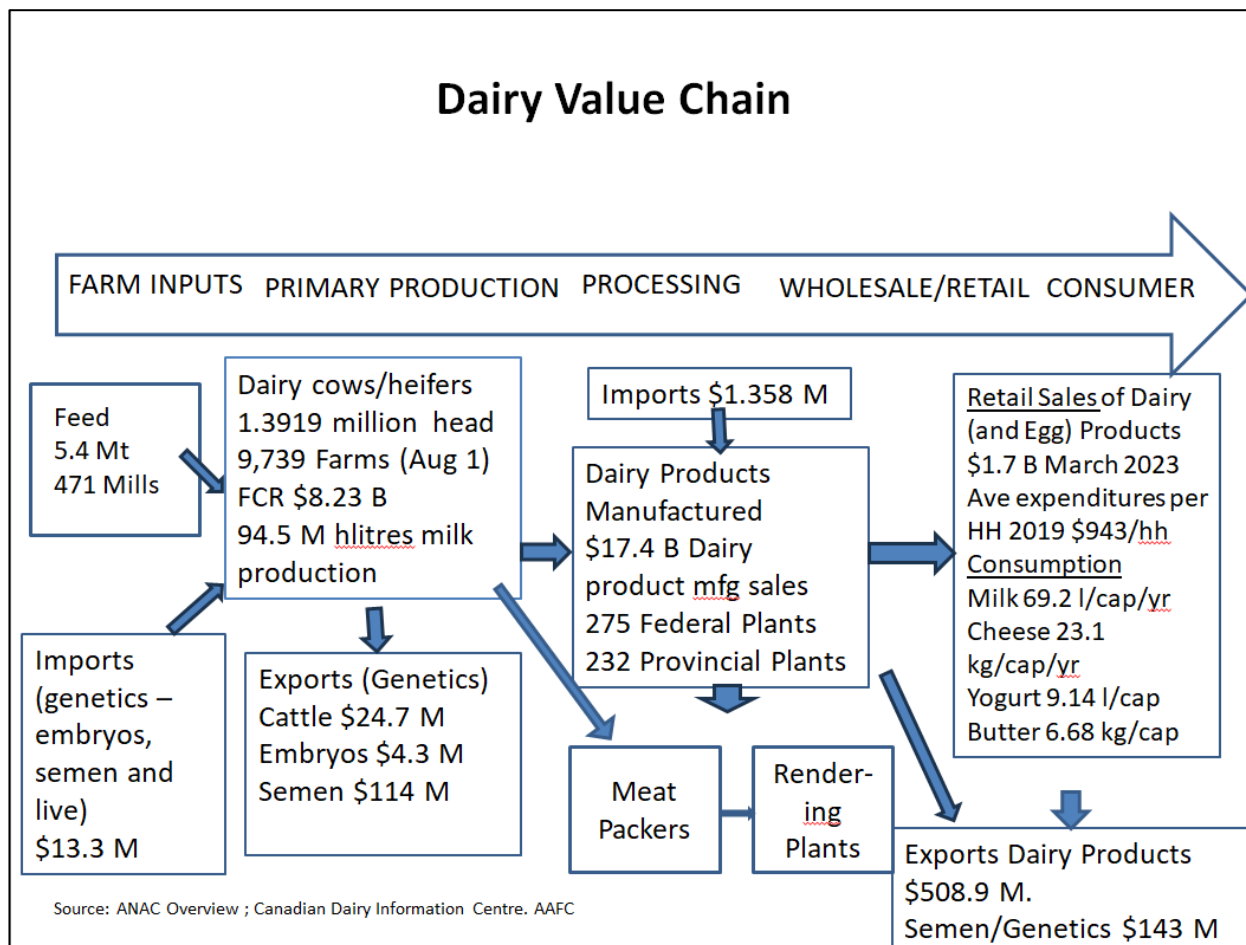 Dairy Value Chain
FARM INPUTS PRIMARY PRODUCTION PROCESSING WHOLESALE/RETAIL CONSUMER
Feed
5.4 Mt
471 Mills
Dairy cows/heifers
1.3919 million head
9,739 Farms (Aug 1)
FCR $8.23 B
94.5 M hlitres milk
production
Imports
(genetics –
embryos,
semen and
live)
$13.3 M
Exports (Genetics)
Cattle $24.7 M
Embryos $4.3 M
Semen $114 M
Imports $1.358 M
Dairy Products
Manufactured
$17.4 B Dairy
product mfg sales
275 Federal Plants
232 Provincial Plants
Meat
Packers
Render-
ing
Plants
Retail Sales of Dairy
(and Egg) Products
$1.7 B March 2023
Ave expenditures per
HH 2019 $943/hh
Consumption
Milk 69.2 l/cap/yr
Cheese 23.1
kg/cap/yr
Yogurt 9.14 l/cap
Butter 6.68 kg/cap
Exports Dairy Products
$508.9 M.
Semen/Genetics $143 M
Source: ANAC Overview ; Canadian Dairy Information Centre. AAFC